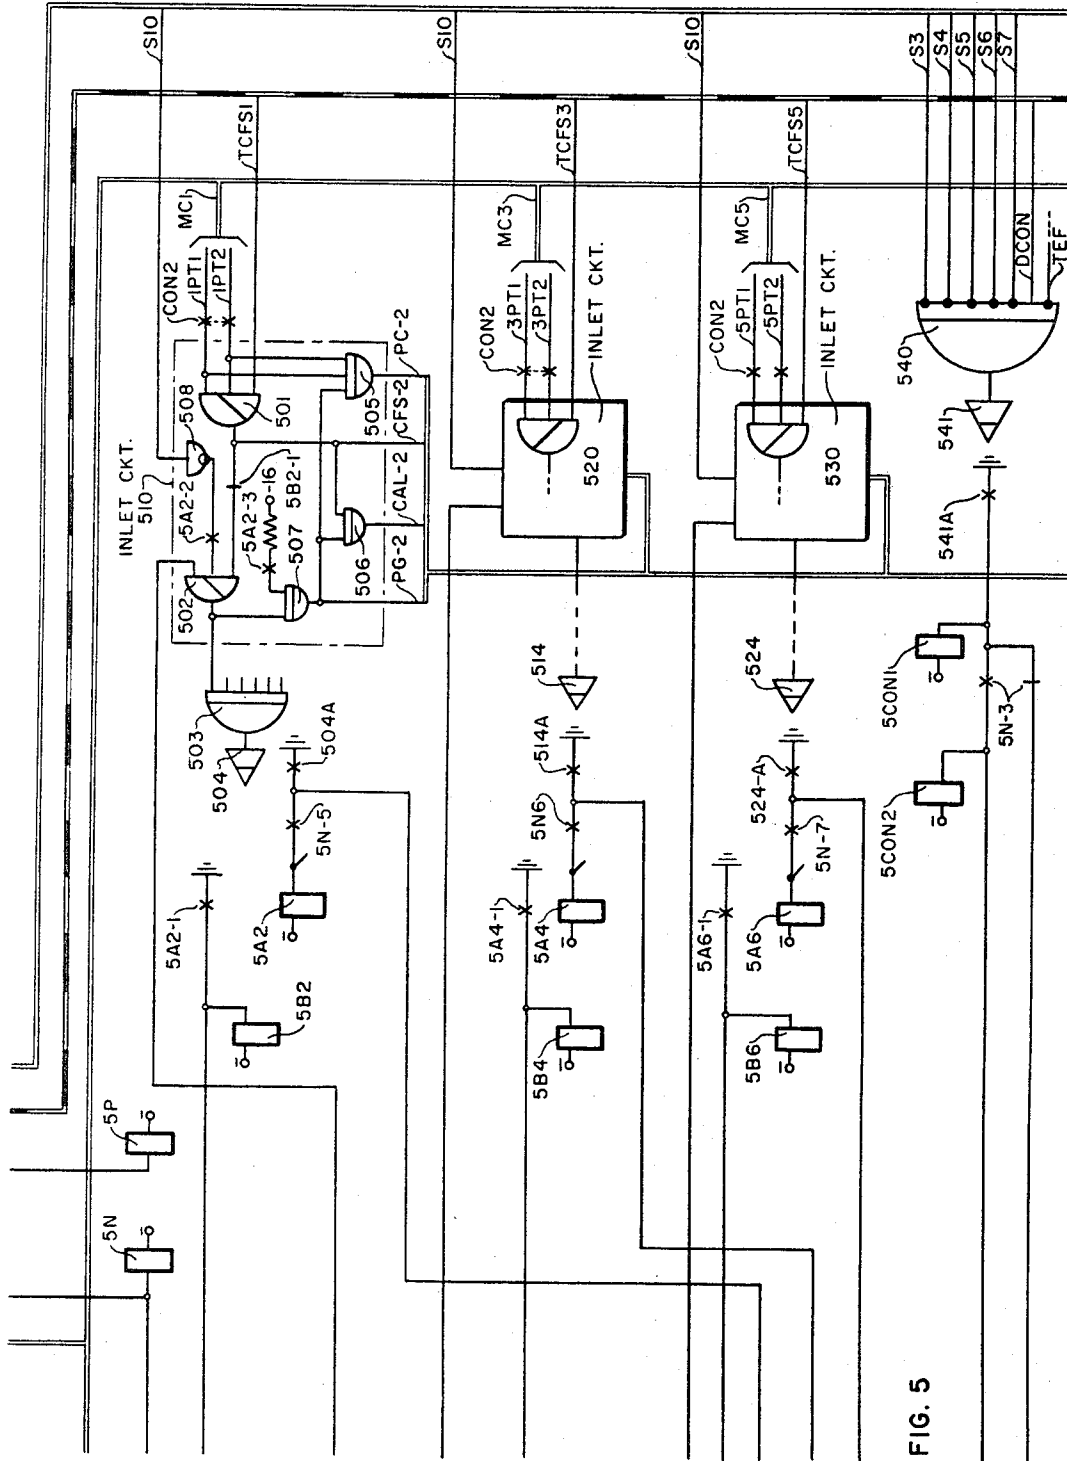 S10
S10
S10
S3
S4
S5
S6
S7
TCFS1
TCFS3
TCFS5
DCON
TEF
MC1
MC3
MC5
CON2
1PT1
1PT2
CON2
3PT1
3PT2
CON2
5PT1
5PT2
INLET CKT.
510
508
501
5A2-2
5B2-1
5A2-3
-16
502
507
505
506
PC-2
CFS-2
CAL-2
PG-2
INLET CKT.
520
INLET CKT.
530
540
541
541A
503
504
504A
5N-5
514
514A
5N6
524
524-A
5N-7
5CON1
5CON2
5N-3
5A2-1
5A2
5B2
5A4-1
5A4
5B4
5A6-1
5A6
5B6
5P
5N
FIG. 5